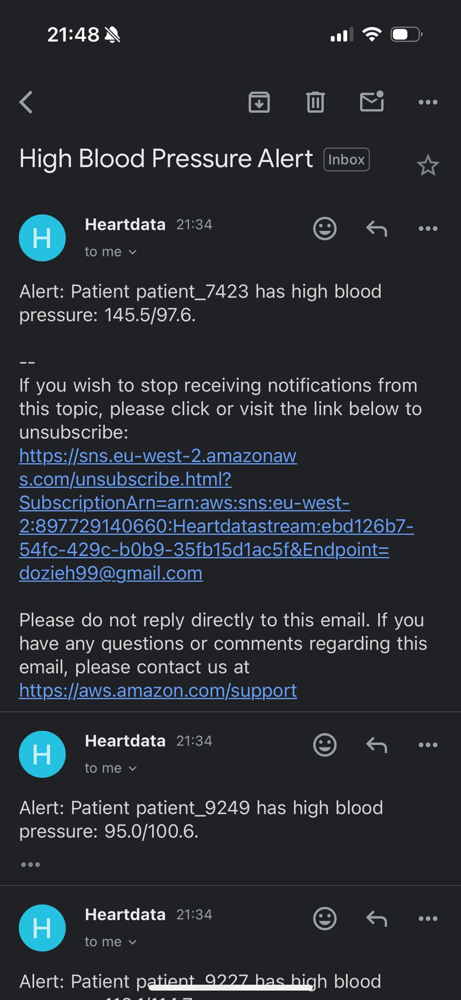 21:48
High Blood Pressure Alert Inbox
H
Heartdata 21:34
to me
Alert: Patient patient_7423 has high blood
pressure: 145.5/97.6.
--
If you wish to stop receiving notifications from
this topic, please click or visit the link below to
unsubscribe:
https://sns.eu-west-2.amazonaw
s.com/unsubscribe.html?
SubscriptionArn=arn:aws:sns:eu-west-
2:897729140660:Heartdatastream:ebd126b7-
54fc-429c-b0b9-35fb15d1ac5f&Endpoint=
dozieh99@gmail.com
Please do not reply directly to this email. If you
have any questions or comments regarding this
email, please contact us at
https://aws.amazon.com/support
H
Heartdata 21:34
to me
Alert: Patient patient_9249 has high blood
pressure: 95.0/100.6.
H
Heartdata 21:34
to me
Alert: Patient patient_9227 has high blood